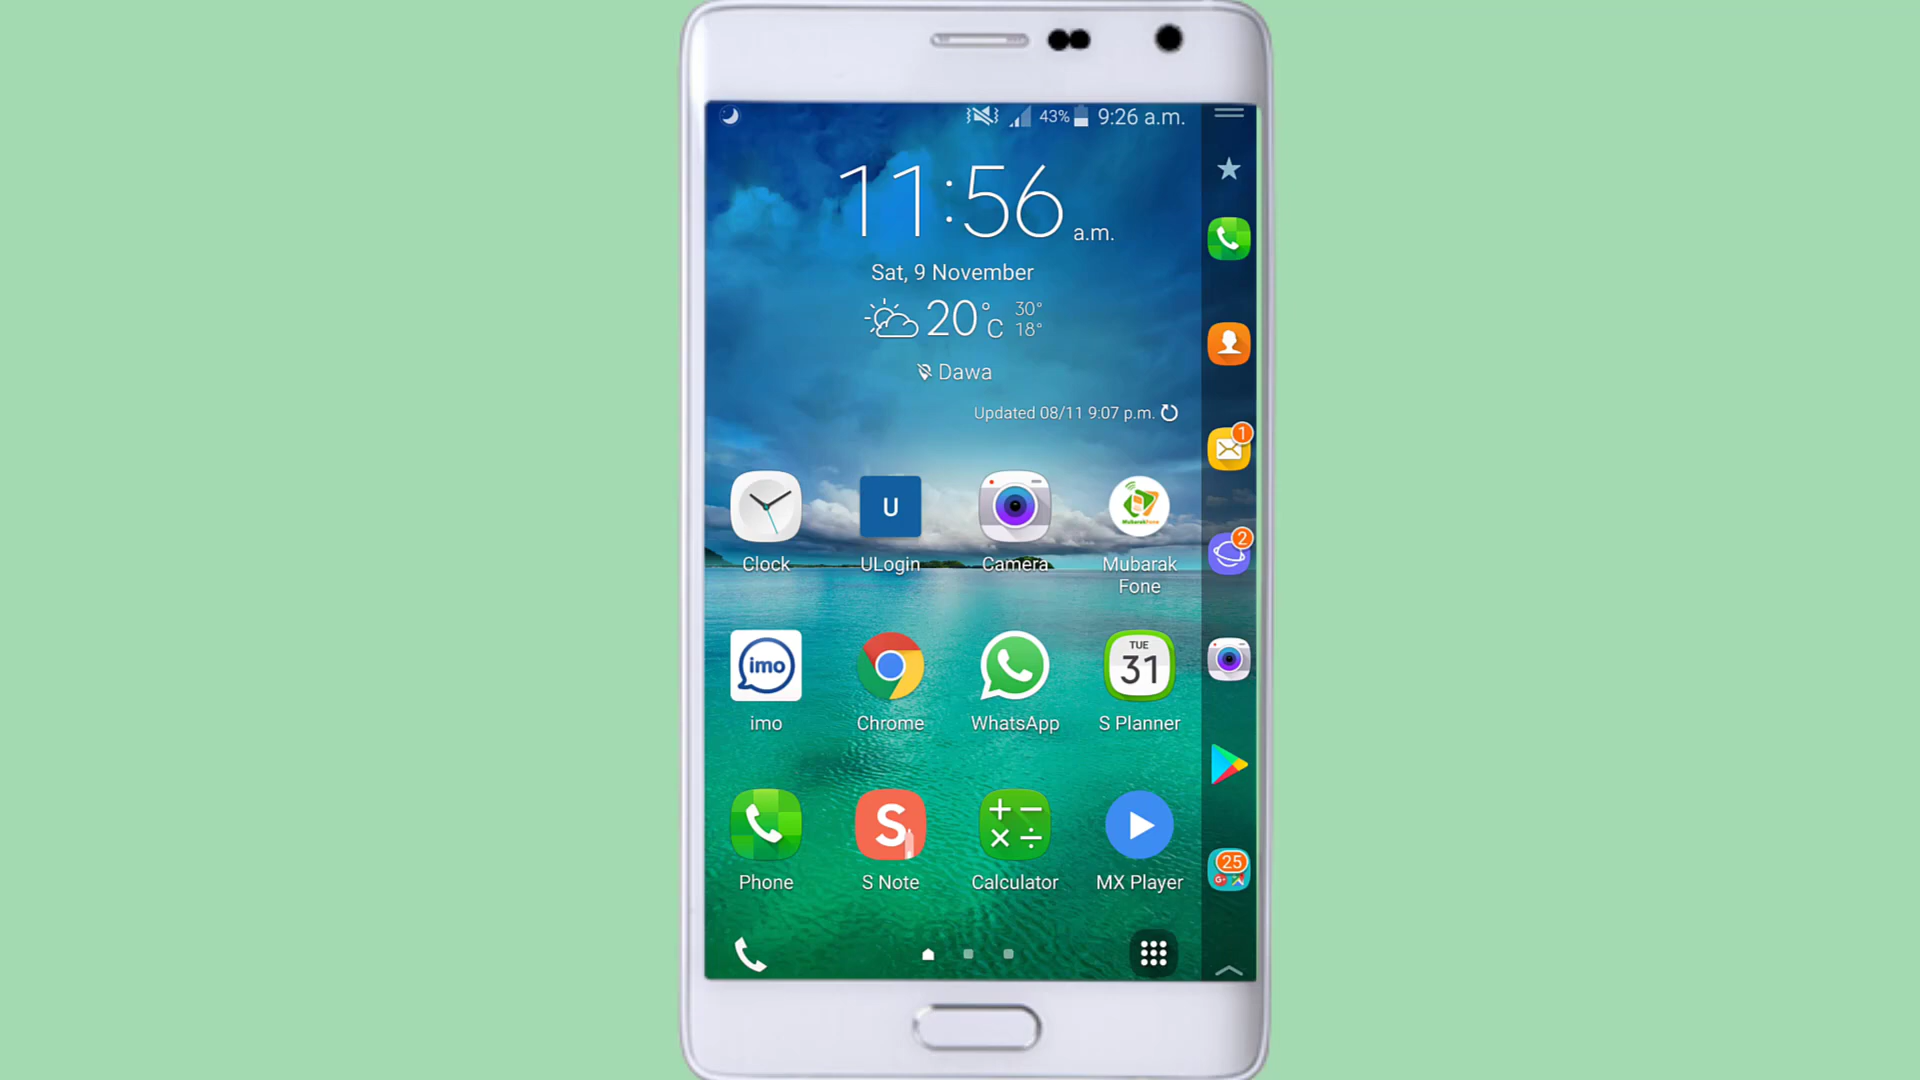 43% 9:26 a.m.
11:56 a.m.
Sat, 9 November
20°C 30° 18°
Dawa
Updated 08/11 9:07 p.m.
1
2
25
U
MubarakFone
Clock ULogin Camera Mubarak Fone
imo
TUE
31
imo Chrome WhatsApp S Planner
S
Phone S Note Calculator MX Player
G+